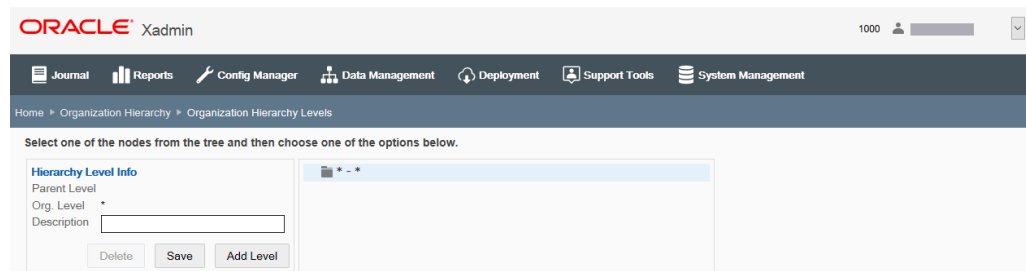 ORACLE® Xadmin 1000
Journal Reports Config Manager Data Management Deployment Support Tools System Management
Home ▸ Organization Hierarchy ▸ Organization Hierarchy Levels
Select one of the nodes from the tree and then choose one of the options below.
Hierarchy Level Info
* - *
Parent Level
Org. Level *
Description
Delete Save Add Level